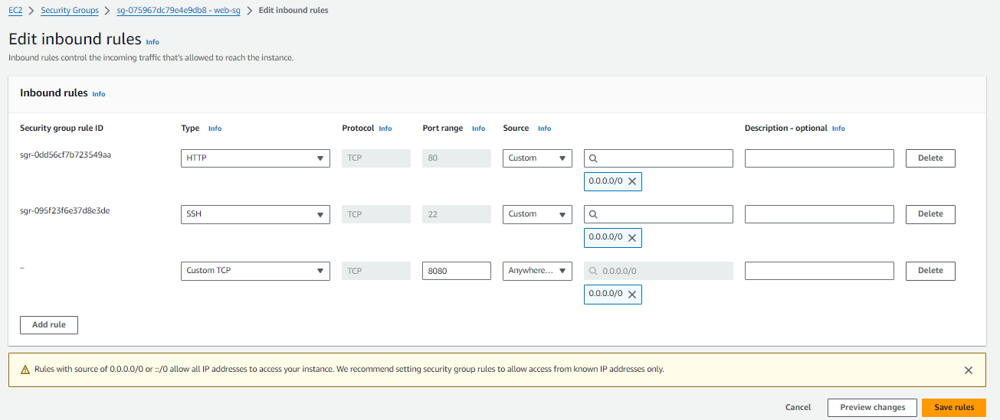 EC2 > Security Groups > sg-075967dc79e4e9db8 - web-sg > Edit inbound rules
Edit inbound rules Info
Inbound rules control the incoming traffic that's allowed to reach the instance.
Inbound rules Info
Security group rule ID Type Info Protocol Info Port range Info Source Info Description - optional Info
sgr-0dd56cf7b723549aa HTTP TCP 80 Custom Delete
0.0.0.0/0
sgr-095f23f6e37d8e3de SSH TCP 22 Custom Delete
0.0.0.0/0
– Custom TCP TCP 8080 Anywhere... 0.0.0.0/0 Delete
0.0.0.0/0
Add rule
Rules with source of 0.0.0.0/0 or ::/0 allow all IP addresses to access your instance. We recommend setting security group rules to allow access from known IP addresses only.
Cancel Preview changes Save rules